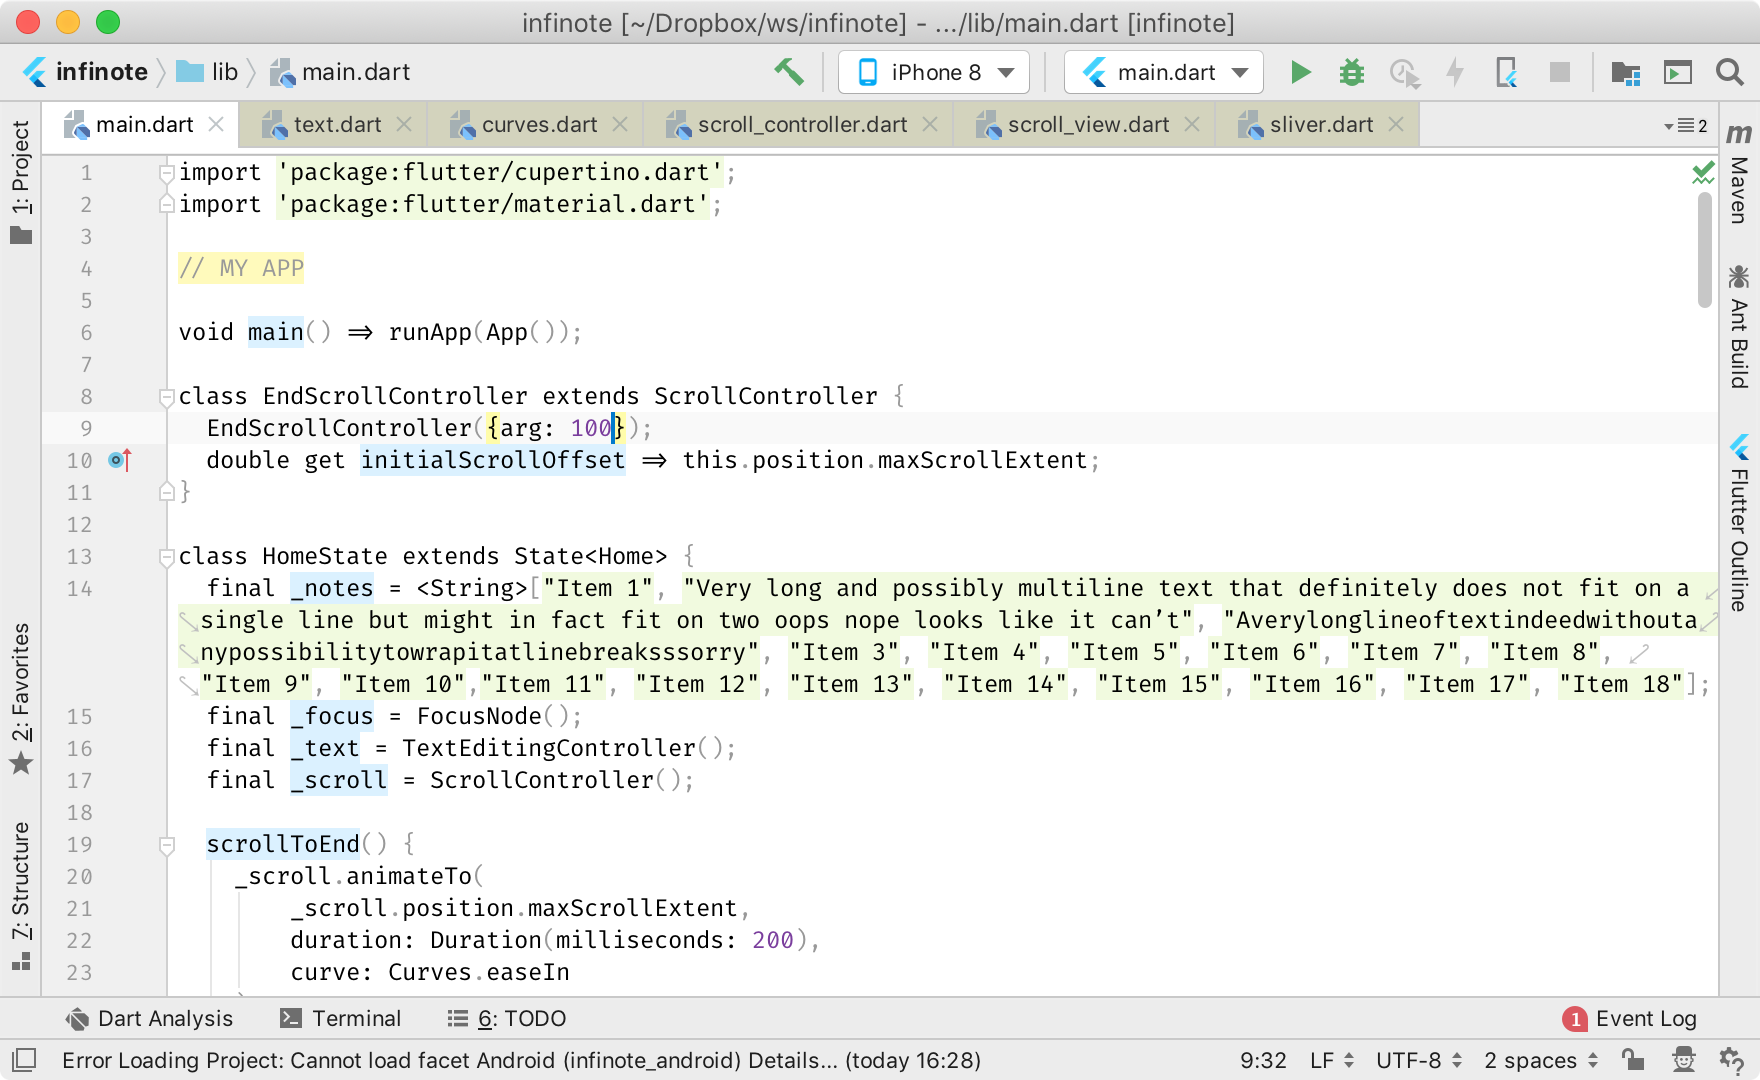 infinote [~/Dropbox/ws/infinote] - .../lib/main.dart [infinote]
infinote lib main.dart iPhone 8 main.dart
main.dart text.dart curves.dart scroll_controller.dart scroll_view.dart sliver.dart 2
1: Project
2: Favorites
7: Structure
1 import 'package:flutter/cupertino.dart';
2 import 'package:flutter/material.dart';
3
4 // MY APP
5
6 void main() => runApp(App());
7
8 class EndScrollController extends ScrollController {
9 EndScrollController({arg: 100});
10 double get initialScrollOffset => this.position.maxScrollExtent;
11 }
12
13 class HomeState extends State<Home> {
14 final _notes = <String>["Item 1", "Very long and possibly multiline text that definitely does not fit on a
single line but might in fact fit on two oops nope looks like it can’t", "Averylonglineoftextindeedwithouta
nypossibilitytowrapitatlinebreaksssorry", "Item 3", "Item 4", "Item 5", "Item 6", "Item 7", "Item 8",
"Item 9", "Item 10","Item 11", "Item 12", "Item 13", "Item 14", "Item 15", "Item 16", "Item 17", "Item 18"];
15 final _focus = FocusNode();
16 final _text = TextEditingController();
17 final _scroll = ScrollController();
18
19 scrollToEnd() {
20 _scroll.animateTo(
21 _scroll.position.maxScrollExtent,
22 duration: Duration(milliseconds: 200),
23 curve: Curves.easeIn
m Maven
Ant Build
Flutter Outline
Dart Analysis Terminal 6: TODO 1 Event Log
Error Loading Project: Cannot load facet Android (infinote_android) Details... (today 16:28) 9:32 LF UTF-8 2 spaces